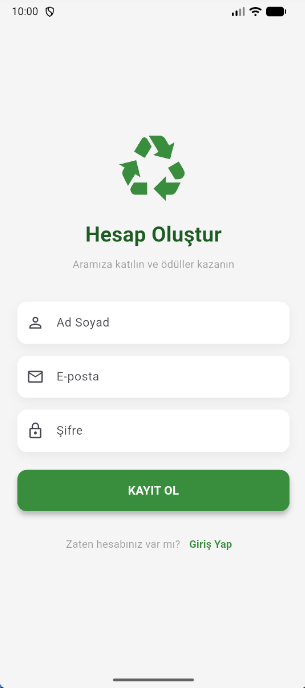 10:00
Hesap Oluştur
Aramıza katılın ve ödüller kazanın
Ad Soyad
E-posta
Şifre
KAYIT OL
Zaten hesabınız var mı? Giriş Yap